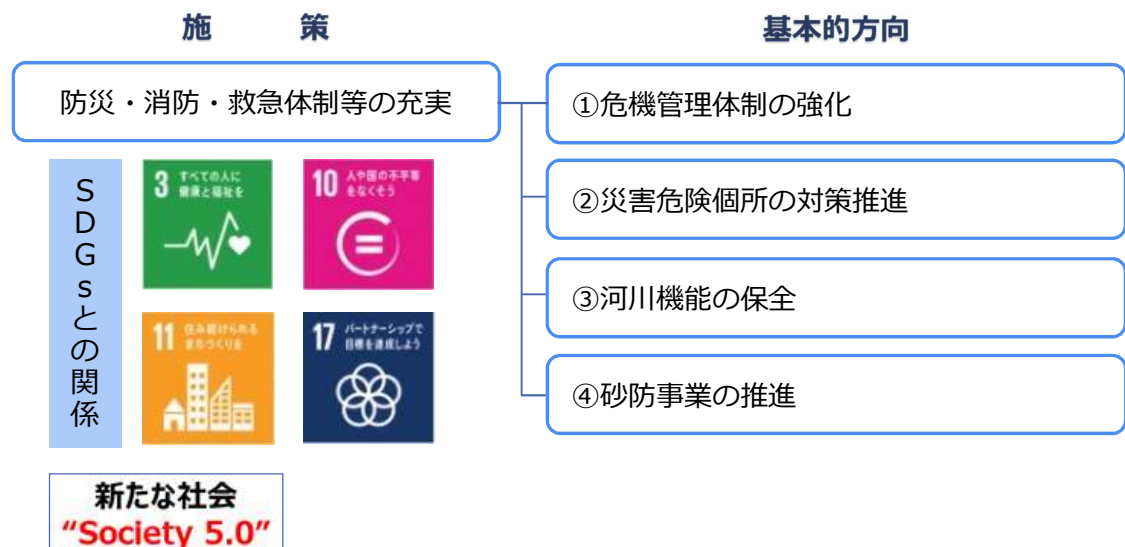 施 策
基本的方向
防災・消防・救急体制等の充実
①危機管理体制の強化
②災害危険個所の対策推進
③河川機能の保全
④砂防事業の推進
SDGsとの関係
3 すべての人に
健康と福祉を
10 人や国の不平等
をなくそう
11 住み続けられる
まちづくりを
17 パートナーシップで
目標を達成しよう
新たな社会
“Society 5.0”